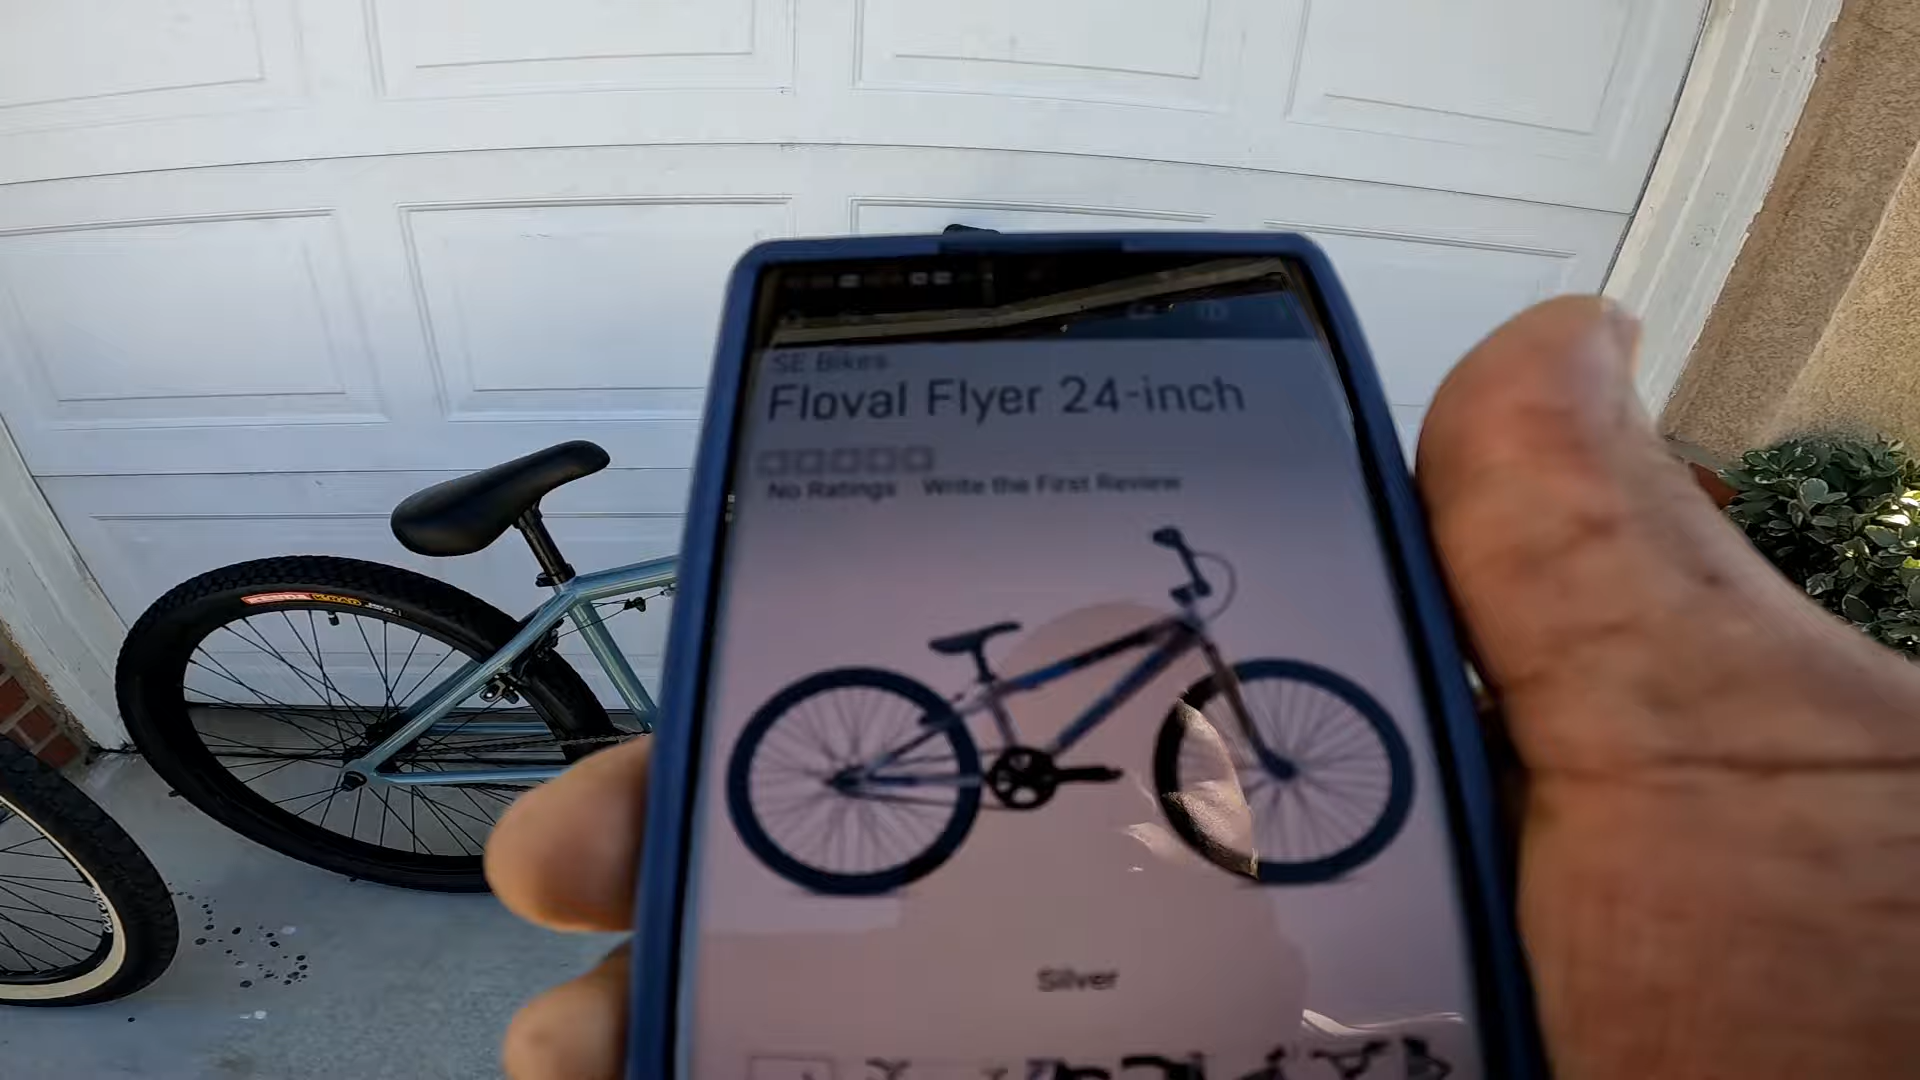 SE Bikes
Floval Flyer 24-inch
No Ratings Write the First Review
Silver